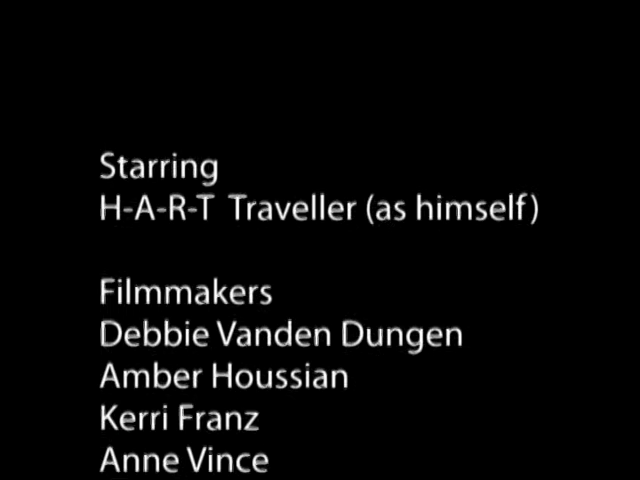 Starring
H-A-R-T Traveller (as himself)
Filmmakers
Debbie Vanden Dungen
Amber Houssian
Kerri Franz
Anne Vince